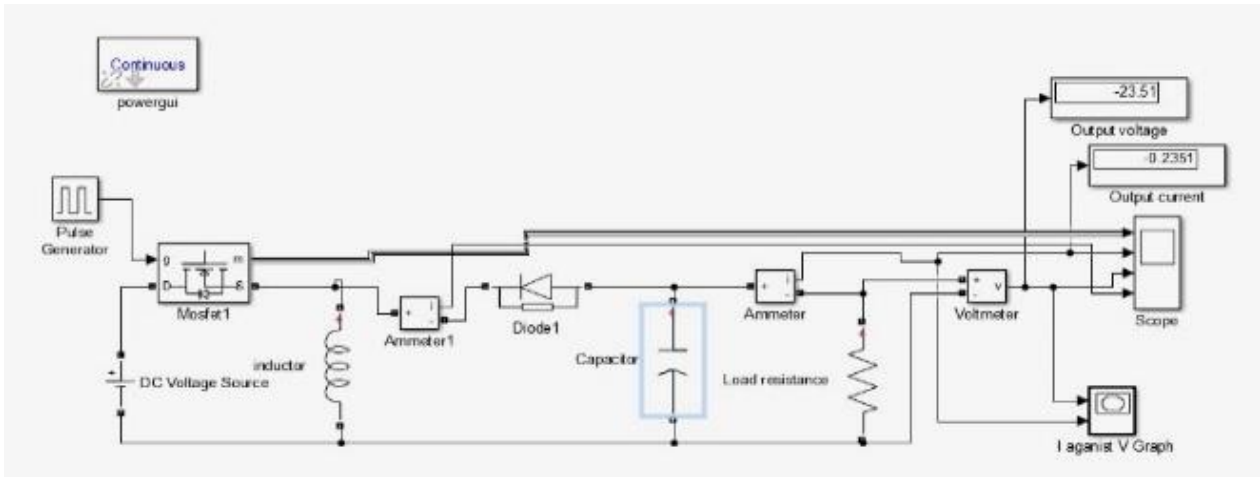 Continuous
powergui
-23.51
Output voltage
-0.2351
Output current
Pulse
Generator
g
m
D
S
Mosfet1
+
i
-
Ammeter1
Diode1
+
i
-
Ammeter
+
-
v
Voltmeter
Scope
inductor
Capacitor
Load resistance
+
DC Voltage Source
I aganist V Graph